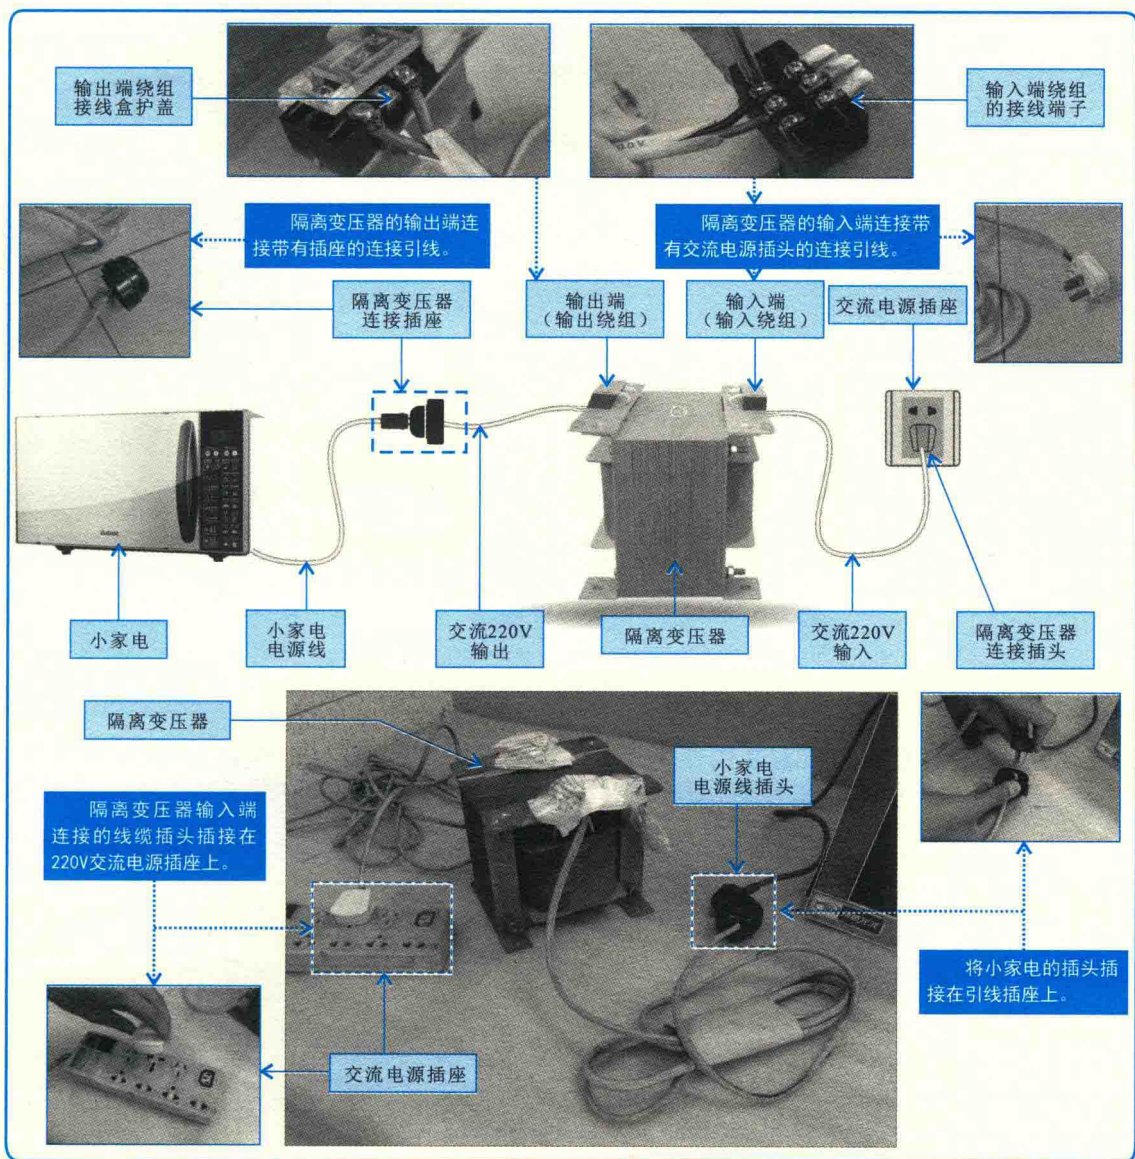 输出端绕组
接线盒护盖
输入端绕组
的接线端子
隔离变压器的输出端连
接带有插座的连接引线。
隔离变压器的输入端连接带
有交流电源插头的连接引线。
隔离变压器
连接插座
输出端
（输出绕组）
输入端
（输入绕组）
交流电源插座
小家电
小家电
电源线
交流220V
输出
隔离变压器
交流220V
输入
隔离变压器
连接插头
隔离变压器
小家电
电源线插头
隔离变压器输入端
连接的线缆插头插接在
220V交流电源插座上。
将小家电的插头插
接在引线插座上。
交流电源插座